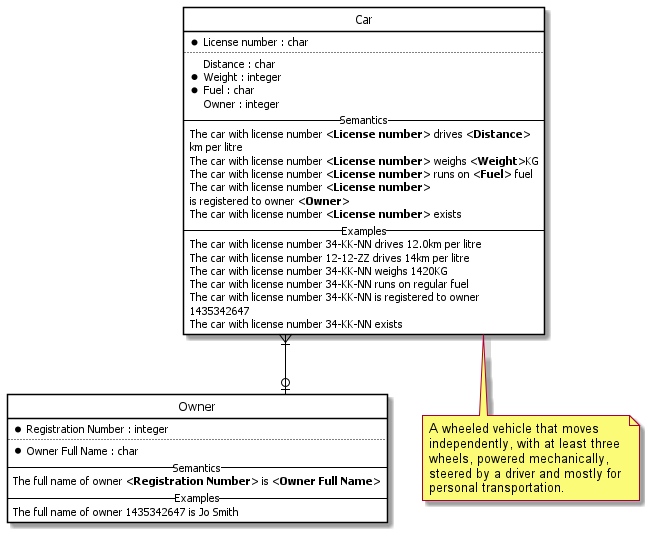 Car
License number : char
Distance : char
Weight : integer
Fuel : char
Owner : integer
Semantics
The car with license number <License number> drives <Distance>
km per litre
The car with license number <License number> weighs <Weight>KG
The car with license number <License number> runs on <Fuel> fuel
The car with license number <License number>
is registered to owner <Owner>
The car with license number <License number> exists
Examples
The car with license number 34-KK-NN drives 12.0km per litre
The car with license number 12-12-ZZ drives 14km per litre
The car with license number 34-KK-NN weighs 1420KG
The car with license number 34-KK-NN runs on regular fuel
The car with license number 34-KK-NN is registered to owner
1435342647
The car with license number 34-KK-NN exists
Owner
Registration Number : integer
Owner Full Name : char
Semantics
The full name of owner <Registration Number> is <Owner Full Name>
Examples
The full name of owner 1435342647 is Jo Smith
A wheeled vehicle that moves
independently, with at least three
wheels, powered mechanically,
steered by a driver and mostly for
personal transportation.